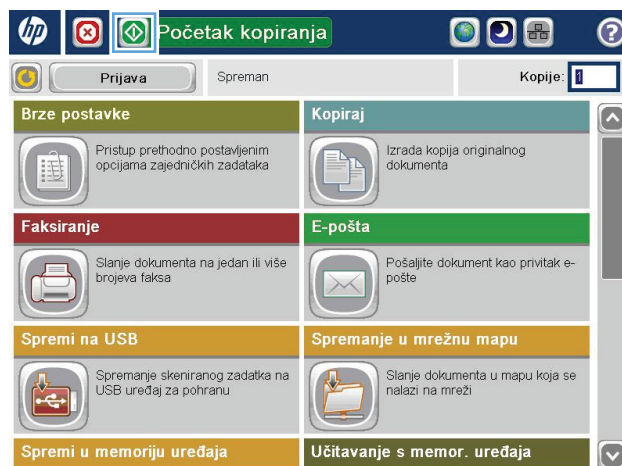 hp
Početak kopiranja
?
Prijava
Spreman
Kopije: 1
Brze postavke
Pristup prethodno postavljenim
opcijama zajedničkih zadataka
Kopiraj
Izrada kopija originalnog
dokumenta
Faksiranje
Slanje dokumenta na jedan ili više
brojeva faksa
E-pošta
Pošaljite dokument kao privitak e-
pošte
Spremi na USB
Spremanje skeniranog zadatka na
USB uređaj za pohranu
Spremanje u mrežnu mapu
Slanje dokumenta u mapu koja se
nalazi na mreži
Spremi u memoriju uređaja
Učitavanje s memor. uređaja